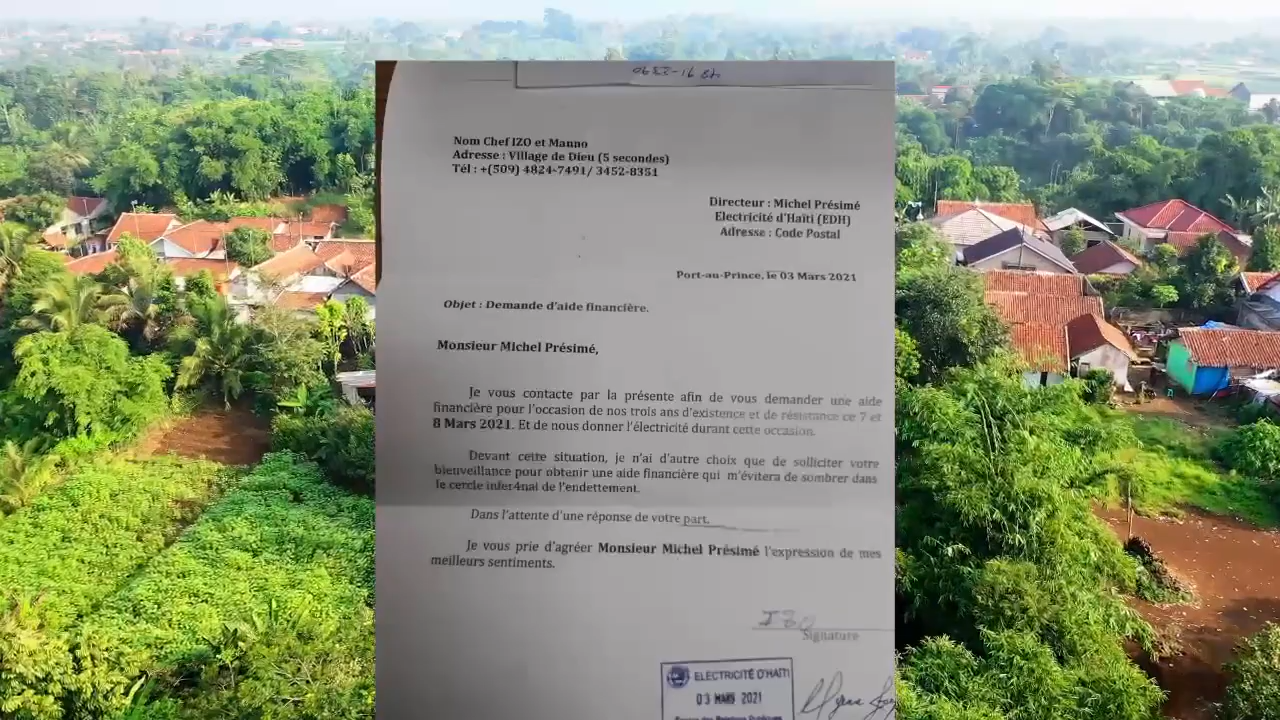 Nom Chef IZO et Manno
Adresse : Village de Dieu (5 secondes)
Tél : +(509) 4824-7491/ 3452-8351
Directeur : Michel Présimé
Electricité d'Haïti (EDH)
Adresse : Code Postal
Port-au-Prince, le 03 Mars 2021
Objet : Demande d'aide financière.
Monsieur Michel Présimé,
Je vous contacte par la présente afin de vous demander une aide
financière pour l'occasion de nos trois ans d'existence et de résistance ce 7 et
8 Mars 2021. Et de nous donner l'électricité durant cette occasion.
Devant cette situation, je n'ai d'autre choix que de solliciter votre
bienveillance pour obtenir une aide financière qui m'évitera de sombrer dans
le cercle infer4nal de l'endettement.
Dans l'attente d'une réponse de votre part.
Je vous prie d'agréer Monsieur Michel Présimé l'expression de mes
meilleurs sentiments.
IZO
Signature
ELECTRICITÉ D'HAITI
03 MARS 2021